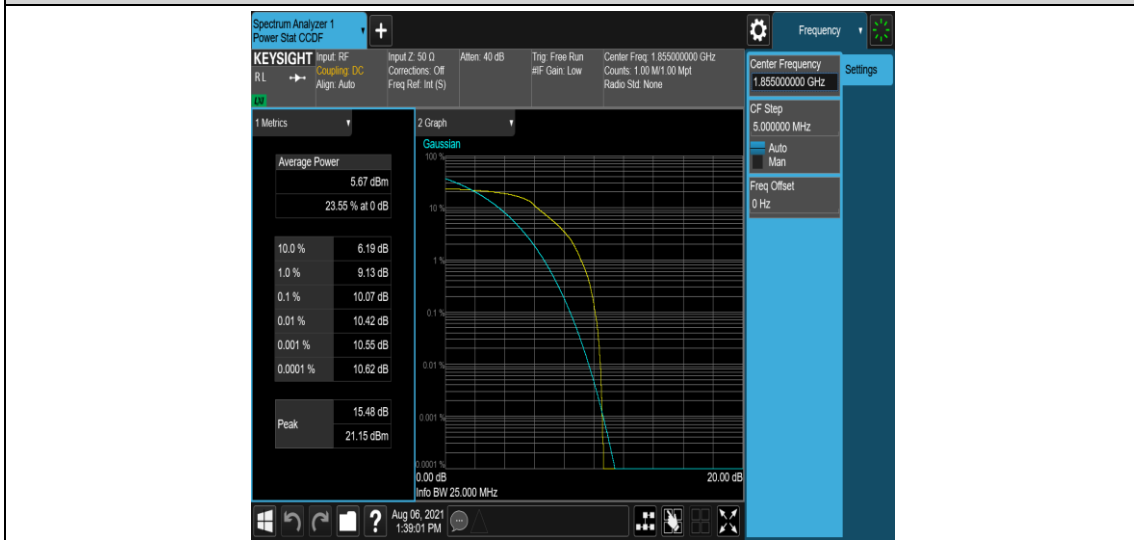 Spectrum Analyzer 1
Power Stat CCDF
+
Frequency
KEYSIGHT
RL
Input: RF
Coupling: DC
Align: Auto
Input Z: 50 Ω
Corrections: Off
Freq Ref: Int (S)
Atten: 40 dB
Trig: Free Run
#IF Gain: Low
Center Freq: 1.855000000 GHz
Counts: 1.00 M/1.00 Mpt
Radio Std: None
Center Frequency
1.855000000 GHz
Settings
CF Step
5.000000 MHz
Auto
Man
Freq Offset
0 Hz
1 Metrics
Average Power
5.67 dBm
23.55 % at 0 dB
10.0 % 6.19 dB
1.0 % 9.13 dB
0.1 % 10.07 dB
0.01 % 10.42 dB
0.001 % 10.55 dB
0.0001 % 10.62 dB
Peak
15.48 dB
21.15 dBm
2 Graph
Gaussian
100 %
10 %
1 %
0.1 %
0.01 %
0.001 %
0.0001 %
0.00 dB
20.00 dB
Info BW 25.000 MHz
?
Aug 06, 2021
1:39:01 PM